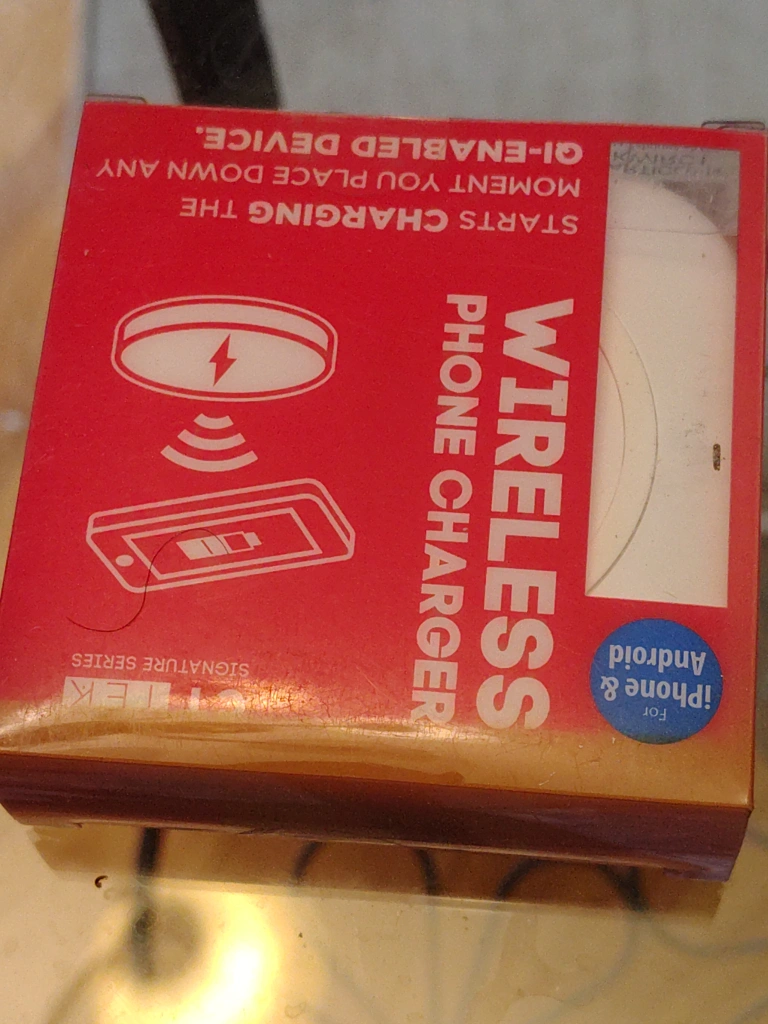 For
iPhone &
Android
WIRELESS
PHONE CHARGER
SIGNATURE SERIES
STARTS CHARGING THE
MOMENT YOU PLACE DOWN ANY
QI-ENABLED DEVICE.